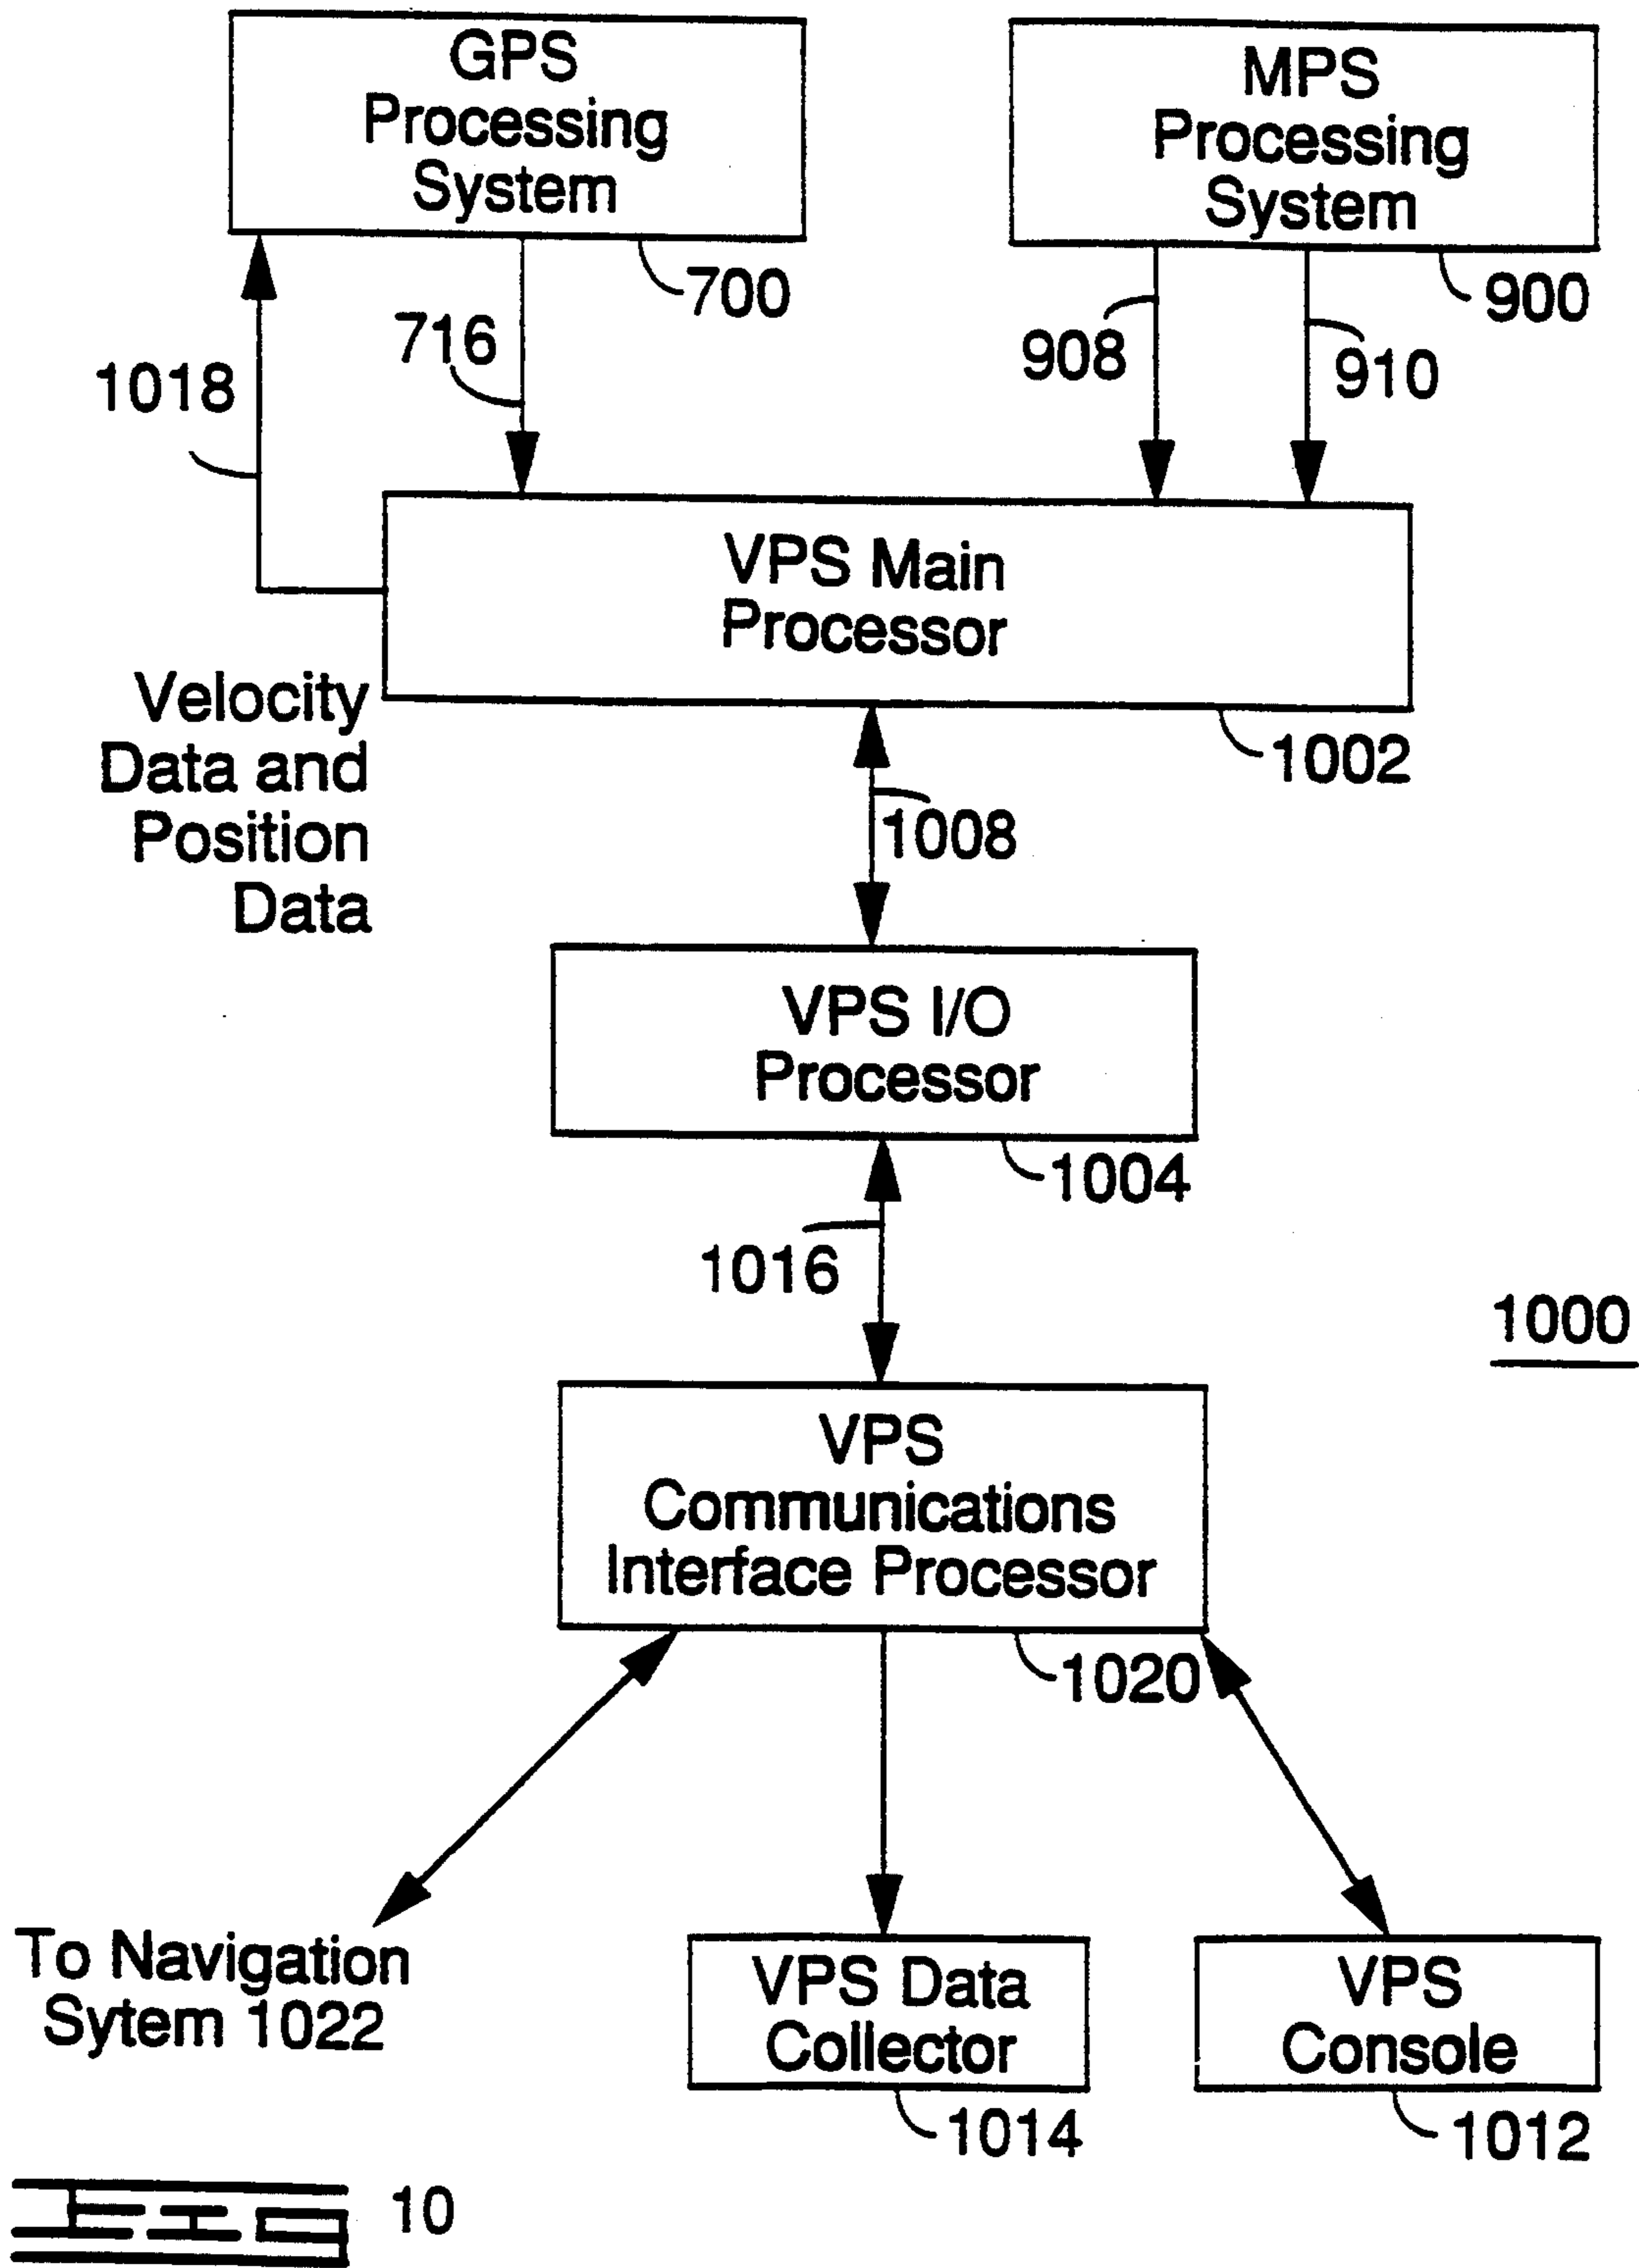 GPS
Processing
System
MPS
Processing
System
700
900
716
908
910
1018
VPS Main
Processor
1002
Velocity
Data and
Position
Data
1008
VPS I/O
Processor
1004
1016
1000
VPS
Communications
Interface Processor
1020
To Navigation
Sytem 1022
VPS Data
Collector
VPS
Console
1014
1012
FIG 10